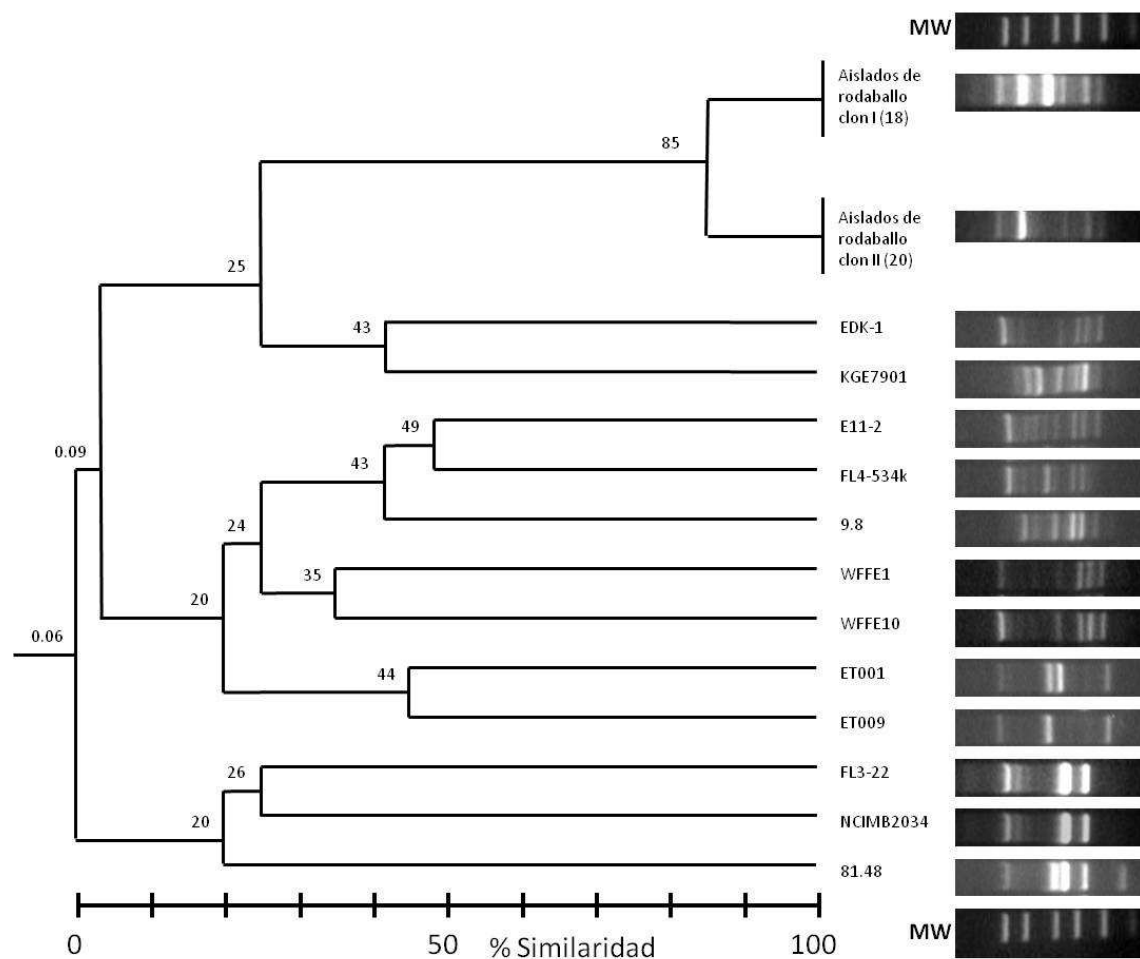 MW
Aislados de
rodaballo
clon I (18)
85
Aislados de
rodaballo
clon II (20)
25
43
EDK-1
KGE7901
49
E11-2
0.09
43
FL4-534k
24
9.8
35
WFFE1
20
WFFE10
0.06
44
ET001
ET009
26
FL3-22
20
NCIMB2034
81.48
MW
0 50 % Similaridad 100